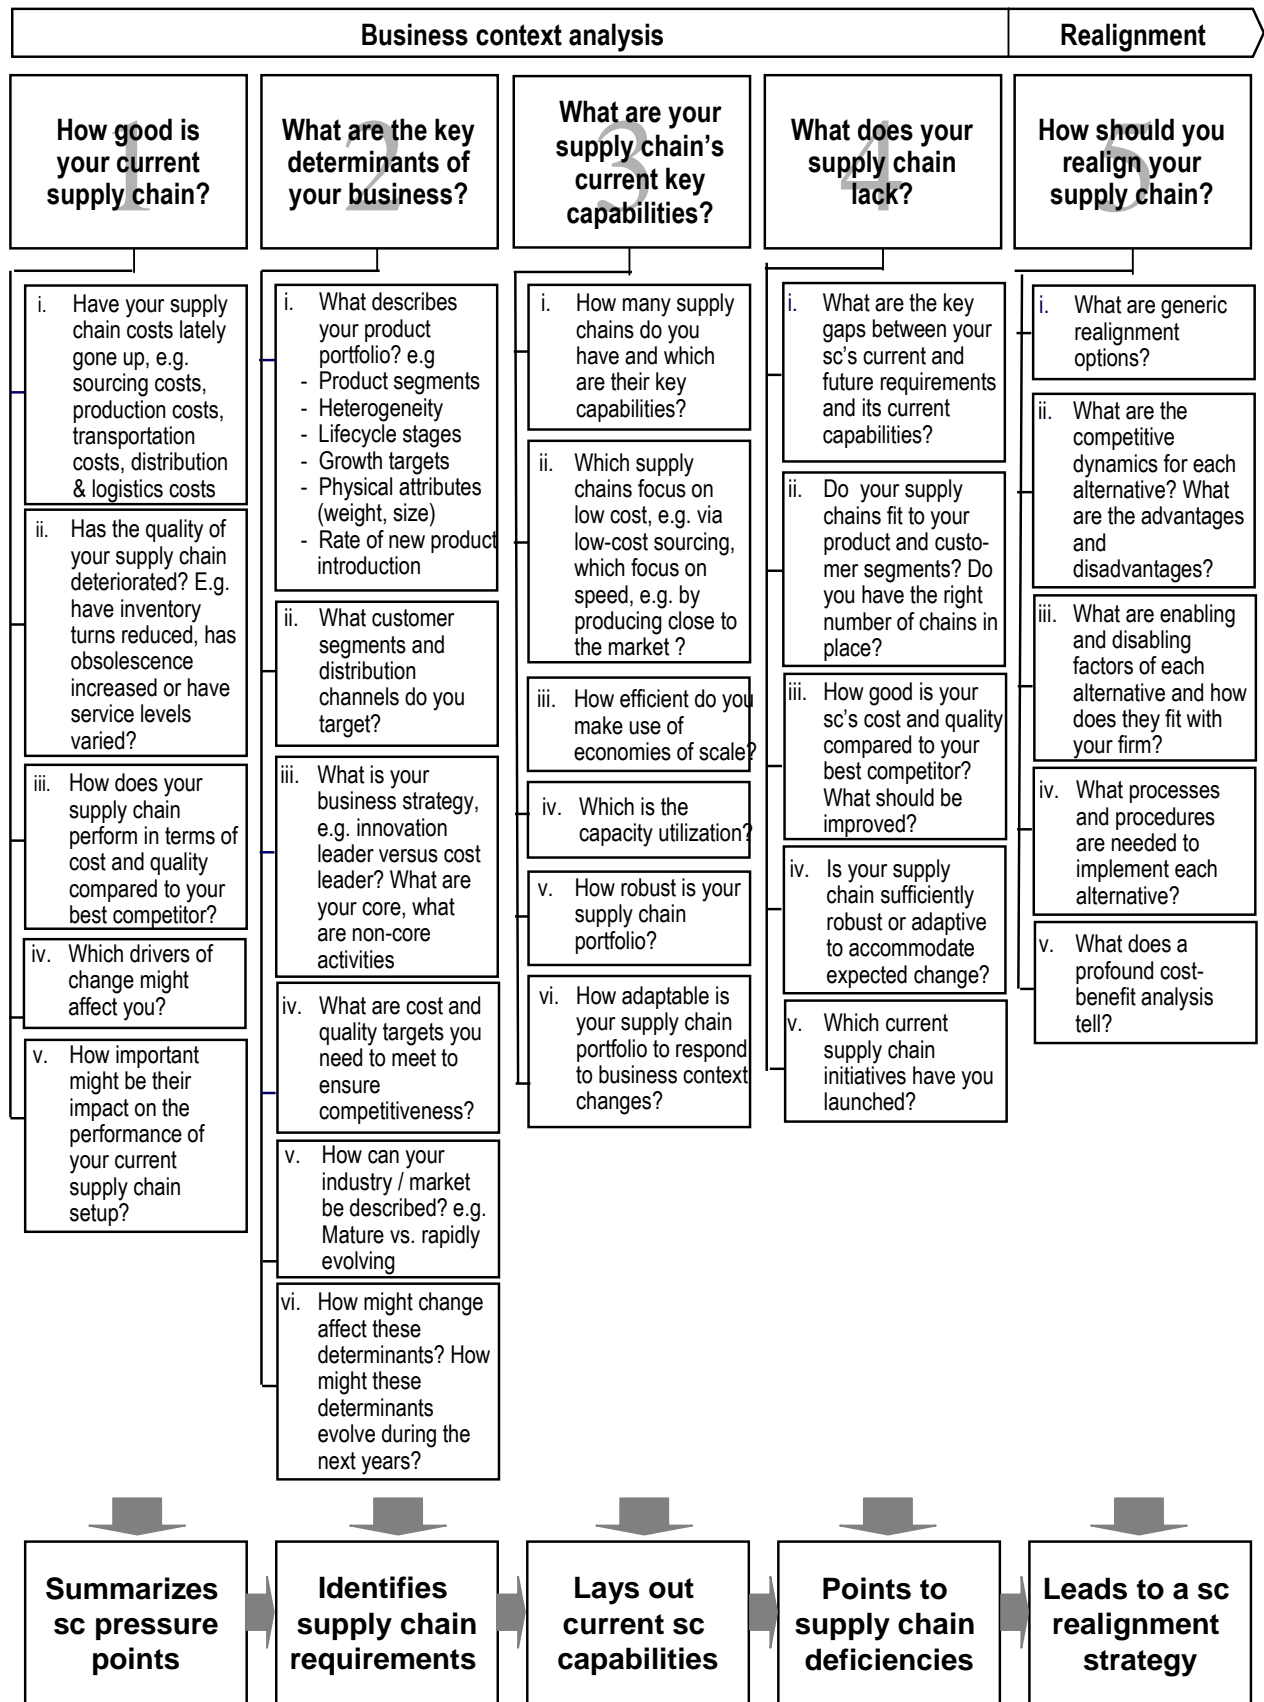 Business context analysis
Realignment
1
How good is
your current
supply chain?
i. Have your supply
chain costs lately
gone up, e.g.
sourcing costs,
production costs,
transportation
costs, distribution
& logistics costs
ii. Has the quality of
your supply chain
deteriorated? E.g.
have inventory
turns reduced, has
obsolescence
increased or have
service levels
varied?
iii. How does your
supply chain
perform in terms of
cost and quality
compared to your
best competitor?
iv. Which drivers of
change might
affect you?
v. How important
might be their
impact on the
performance of
your current
supply chain
setup?
2
What are the key
determinants of
your business?
i. What describes
your product
portfolio? e.g
- Product segments
- Heterogeneity
- Lifecycle stages
- Growth targets
- Physical attributes
(weight, size)
- Rate of new product
introduction
ii. What customer
segments and
distribution
channels do you
target?
iii. What is your
business strategy,
e.g. innovation
leader versus cost
leader? What are
your core, what
are non-core
activities
iv. What are cost and
quality targets you
need to meet to
ensure
competitiveness?
v. How can your
industry / market
be described? e.g.
Mature vs. rapidly
evolving
vi. How might change
affect these
determinants? How
might these
determinants
evolve during the
next years?
3
What are your
supply chain's
current key
capabilities?
i. How many supply
chains do you
have and which
are their key
capabilities?
ii. Which supply
chains focus on
low cost, e.g. via
low-cost sourcing,
which focus on
speed, e.g. by
producing close to
the market ?
iii. How efficient do you
make use of
economies of scale?
iv. Which is the
capacity utilization?
v. How robust is your
supply chain
portfolio?
vi. How adaptable is
your supply chain
portfolio to respond
to business context
changes?
4
What does your
supply chain
lack?
i. What are the key
gaps between your
sc's current and
future requirements
and its current
capabilities?
ii. Do your supply
chains fit to your
product and custo-
mer segments? Do
you have the right
number of chains in
place?
iii. How good is your
sc's cost and quality
compared to your
best competitor?
What should be
improved?
iv. Is your supply
chain sufficiently
robust or adaptive
to accommodate
expected change?
v. Which current
supply chain
initiatives have you
launched?
5
How should you
realign your
supply chain?
i. What are generic
realignment
options?
ii. What are the
competitive
dynamics for each
alternative? What
are the advantages
and
disadvantages?
iii. What are enabling
and disabling
factors of each
alternative and how
does they fit with
your firm?
iv. What processes
and procedures
are needed to
implement each
alternative?
v. What does a
profound cost-
benefit analysis
tell?
Summarizes
sc pressure
points
Identifies
supply chain
requirements
Lays out
current sc
capabilities
Points to
supply chain
deficiencies
Leads to a sc
realignment
strategy